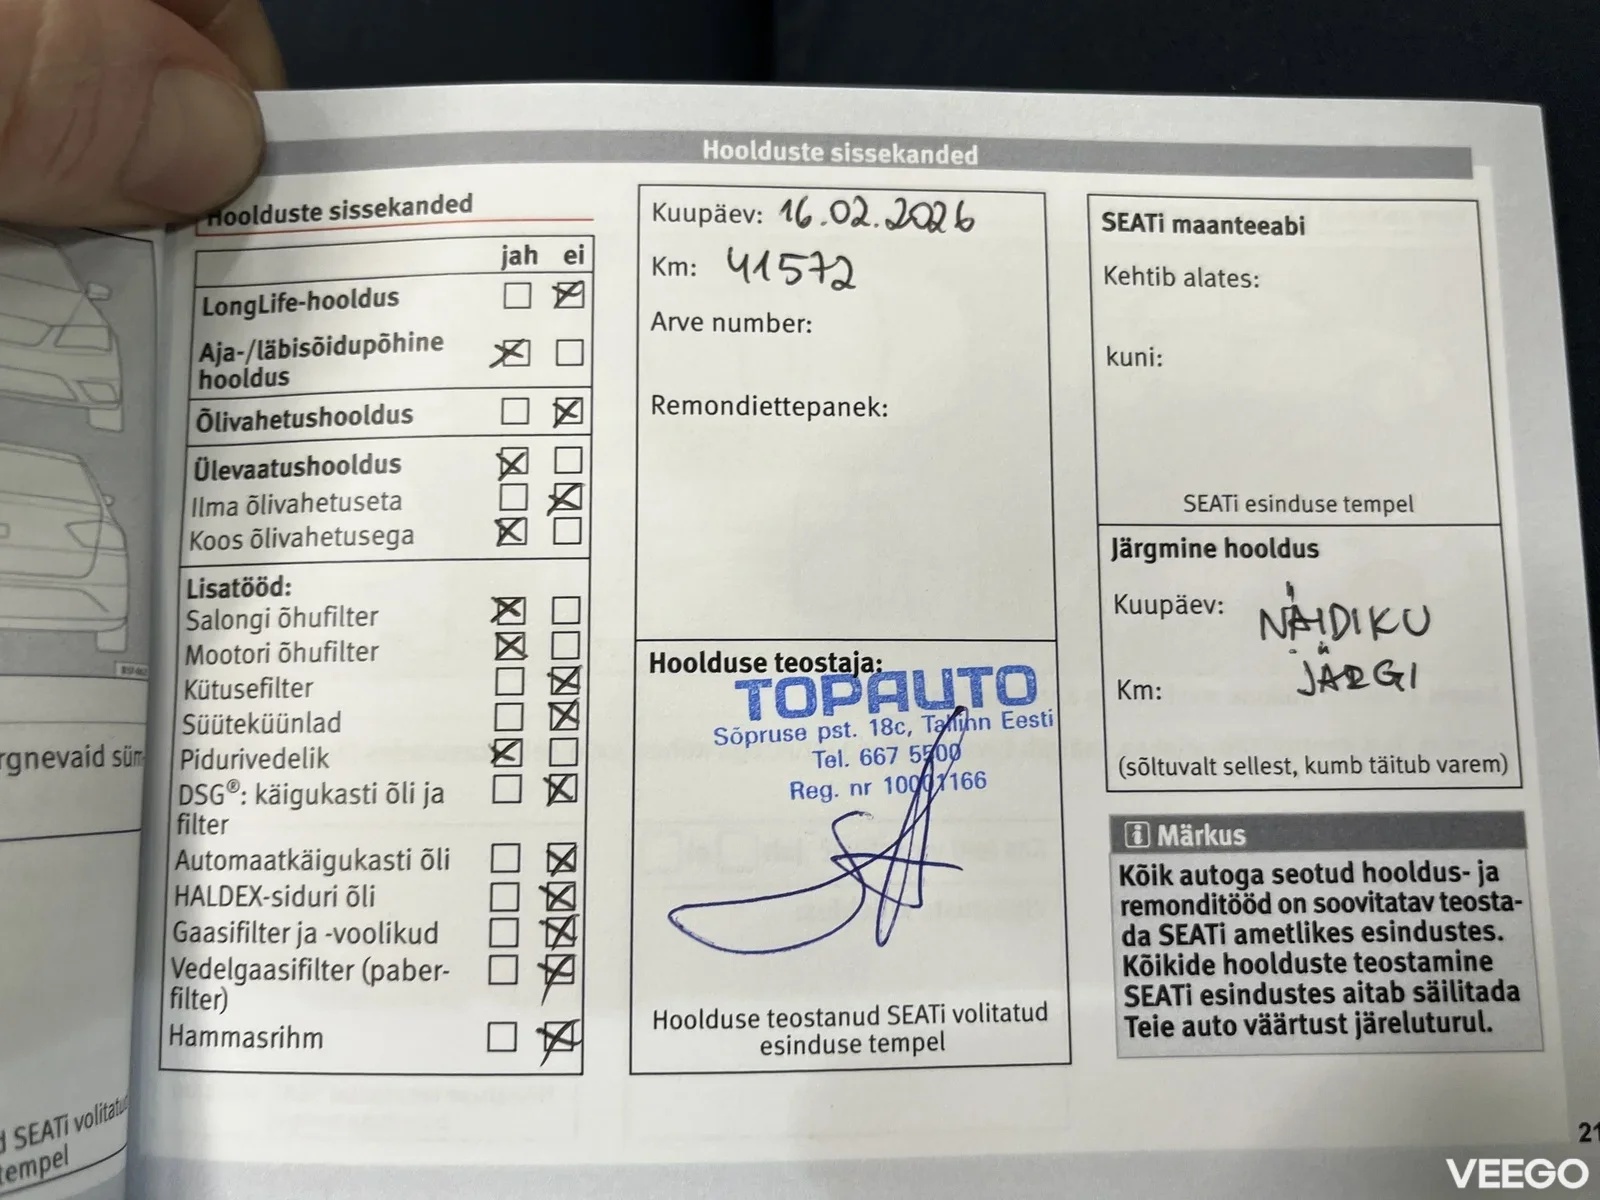 Hoolduste sissekanded
Hoolduste sissekanded
jah ei
LongLife-hooldus
Aja-/läbisõidupõhine
hooldus
Õlivahetushooldus
Ülevaatushooldus
Ilma õlivahetuseta
Koos õlivahetusega
Lisatööd:
Salongi õhufilter
Mootori õhufilter
Kütusefilter
Süüteküünlad
Pidurivedelik
DSG®: käigukasti õli ja
filter
Automaatkäigukasti õli
HALDEX-siduri õli
Gaasifilter ja -voolikud
Vedelgaasifilter (paber-
filter)
Hammasrihm
Kuupäev: 16.02.2026
Km: 41572
Arve number:
Remondiettepanek:
Hoolduse teostaja:
TOPAUTO
Sõpruse pst. 18c, Tallinn Eesti
Tel. 667 5500
Reg. nr 10001166
Hoolduse teostanud SEATi volitatud
esinduse tempel
SEATi maanteeabi
Kehtib alates:
kuni:
SEATi esinduse tempel
Järgmine hooldus
Kuupäev: NÄIDIKU
JÄRGI
Km:
(sõltuvalt sellest, kumb täitub varem)
Märkus
Kõik autoga seotud hooldus- ja
remonditööd on soovitatav teosta-
da SEATi ametlikes esindustes.
Kõikide hoolduste teostamine
SEATi esindustes aitab säilitada
Teie auto väärtust järeluturul.
21
rgnevaid süm
SEATi volitatu
tempel
VEEGO